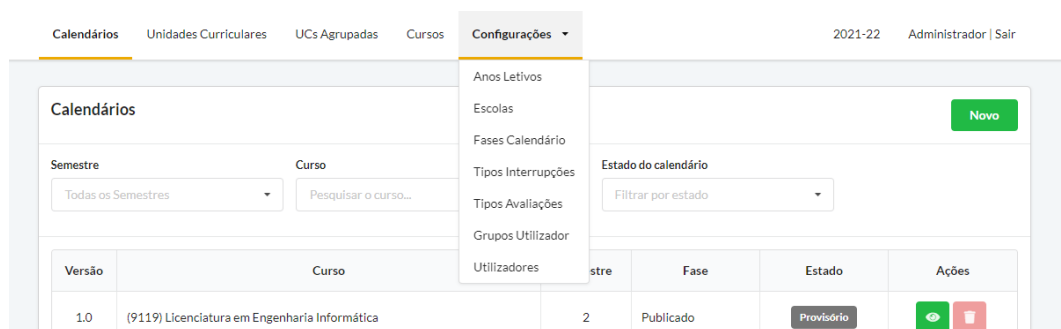 Calendários Unidades Curriculares UCs Agrupadas Cursos Configurações 2021-22 Administrador | Sair
Anos Letivos
Escolas
Fases Calendário
Tipos Interrupções
Tipos Avaliações
Grupos Utilizador
Utilizadores
Calendários
Novo
Semestre Curso Estado do calendário
Todas os Semestres Pesquisar o curso... Filtrar por estado
Versão Curso stre Fase Estado Ações
1.0 (9119) Licenciatura em Engenharia Informática 2 Publicado Provisório